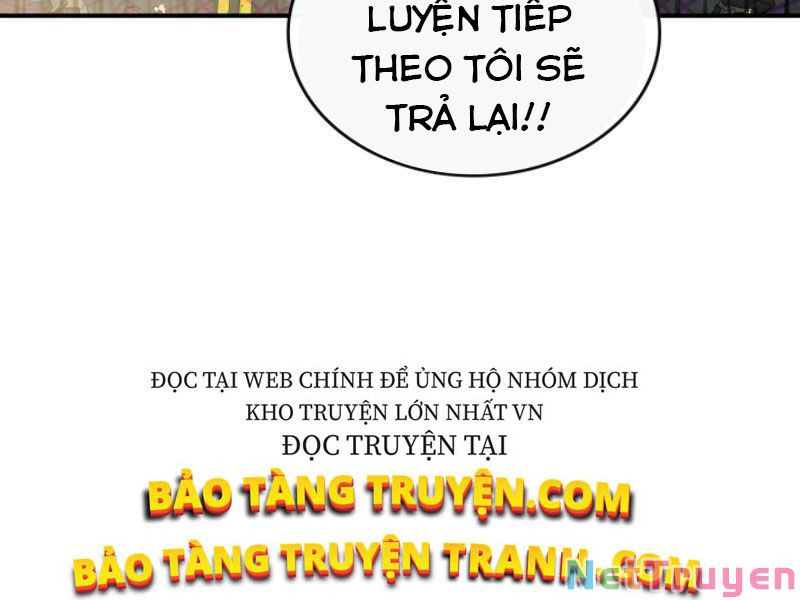 LUYỆN TIẾP
THEO TÔI SẼ
TRẢ LẠI!!
ĐỌC TẠI WEB CHÍNH ĐỂ ỦNG HỘ NHÓM DỊCH
KHO TRUYỆN LỚN NHẤT VN
ĐỌC TRUYỆN TẠI
BẢO TÀNG TRUYỆN.COM
BẢO TÀNG TRUYỆN TRANH.COM
NetTruyen